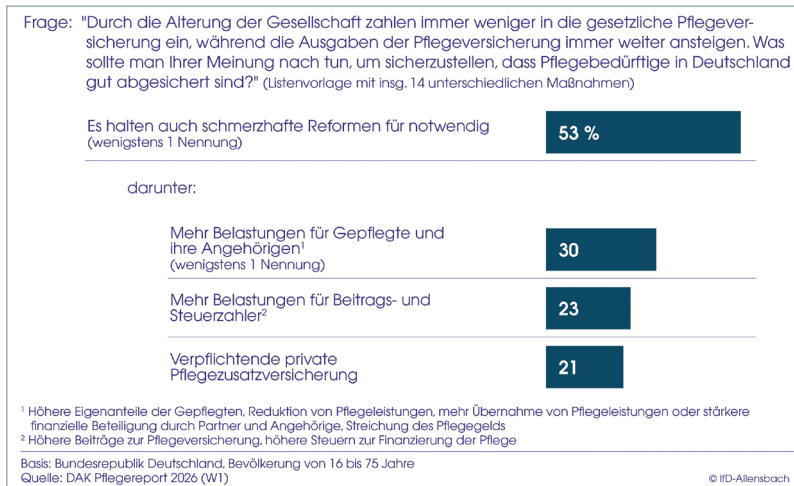 Frage: "Durch die Alterung der Gesellschaft zahlen immer weniger in die gesetzliche Pflegever-
sicherung ein, während die Ausgaben der Pflegeversicherung immer weiter ansteigen. Was
sollte man Ihrer Meinung nach tun, um sicherzustellen, dass Pflegebedürftige in Deutschland
gut abgesichert sind?" (Listenvorlage mit insg. 14 unterschiedlichen Maßnahmen)
Es halten auch schmerzhafte Reformen für notwendig
(wenigstens 1 Nennung)
53 %
darunter:
Mehr Belastungen für Gepflegte und
ihre Angehörigen¹
(wenigstens 1 Nennung)
30
Mehr Belastungen für Beitrags- und
Steuerzahler²
23
Verpflichtende private
Pflegezusatzversicherung
21
¹ Höhere Eigenanteile der Gepflegten, Reduktion von Pflegeleistungen, mehr Übernahme von Pflegeleistungen oder stärkere
finanzielle Beteiligung durch Partner und Angehörige, Streichung des Pflegegelds
² Höhere Beiträge zur Pflegeversicherung, höhere Steuern zur Finanzierung der Pflege
Basis: Bundesrepublik Deutschland, Bevölkerung von 16 bis 75 Jahre
Quelle: DAK Pflegereport 2026 (W1)
© IfD-Allensbach